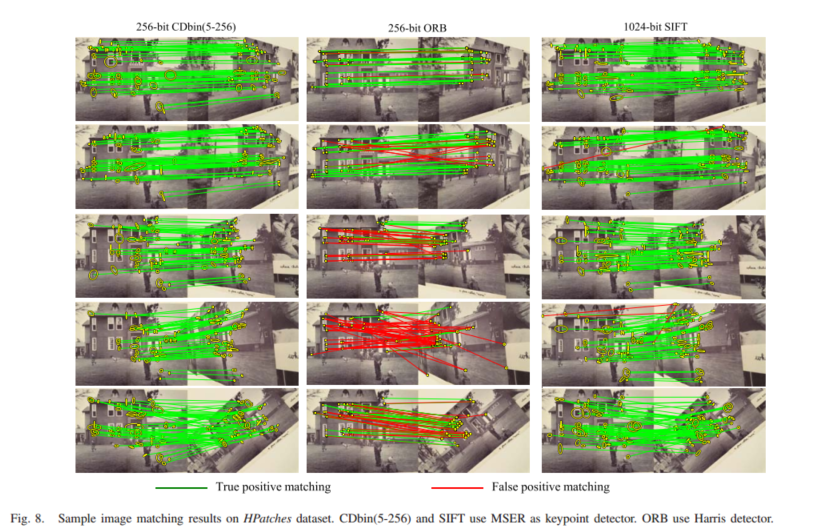 256-bit CDbin(5-256)
256-bit ORB
1024-bit SIFT
True positive matching
False positive matching
Fig. 8. Sample image matching results on HPatches dataset. CDbin(5-256) and SIFT use MSER as keypoint detector. ORB use Harris detector.